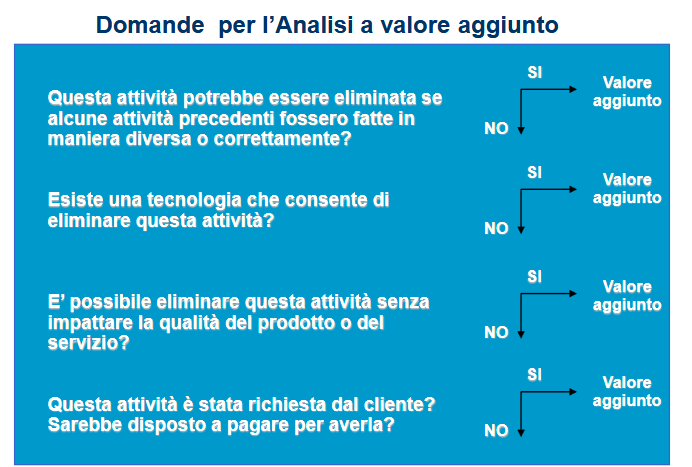 Domande per l'Analisi a valore aggiunto
Questa attività potrebbe essere eliminata se
alcune attività precedenti fossero fatte in
maniera diversa o correttamente?
SI
Valore
aggiunto
NO
Esiste una tecnologia che consente di
eliminare questa attività?
SI
Valore
aggiunto
NO
E' possibile eliminare questa attività senza
impattare la qualità del prodotto o del
servizio?
SI
Valore
aggiunto
NO
Questa attività è stata richiesta dal cliente?
Sarebbe disposto a pagare per averla?
SI
Valore
aggiunto
NO